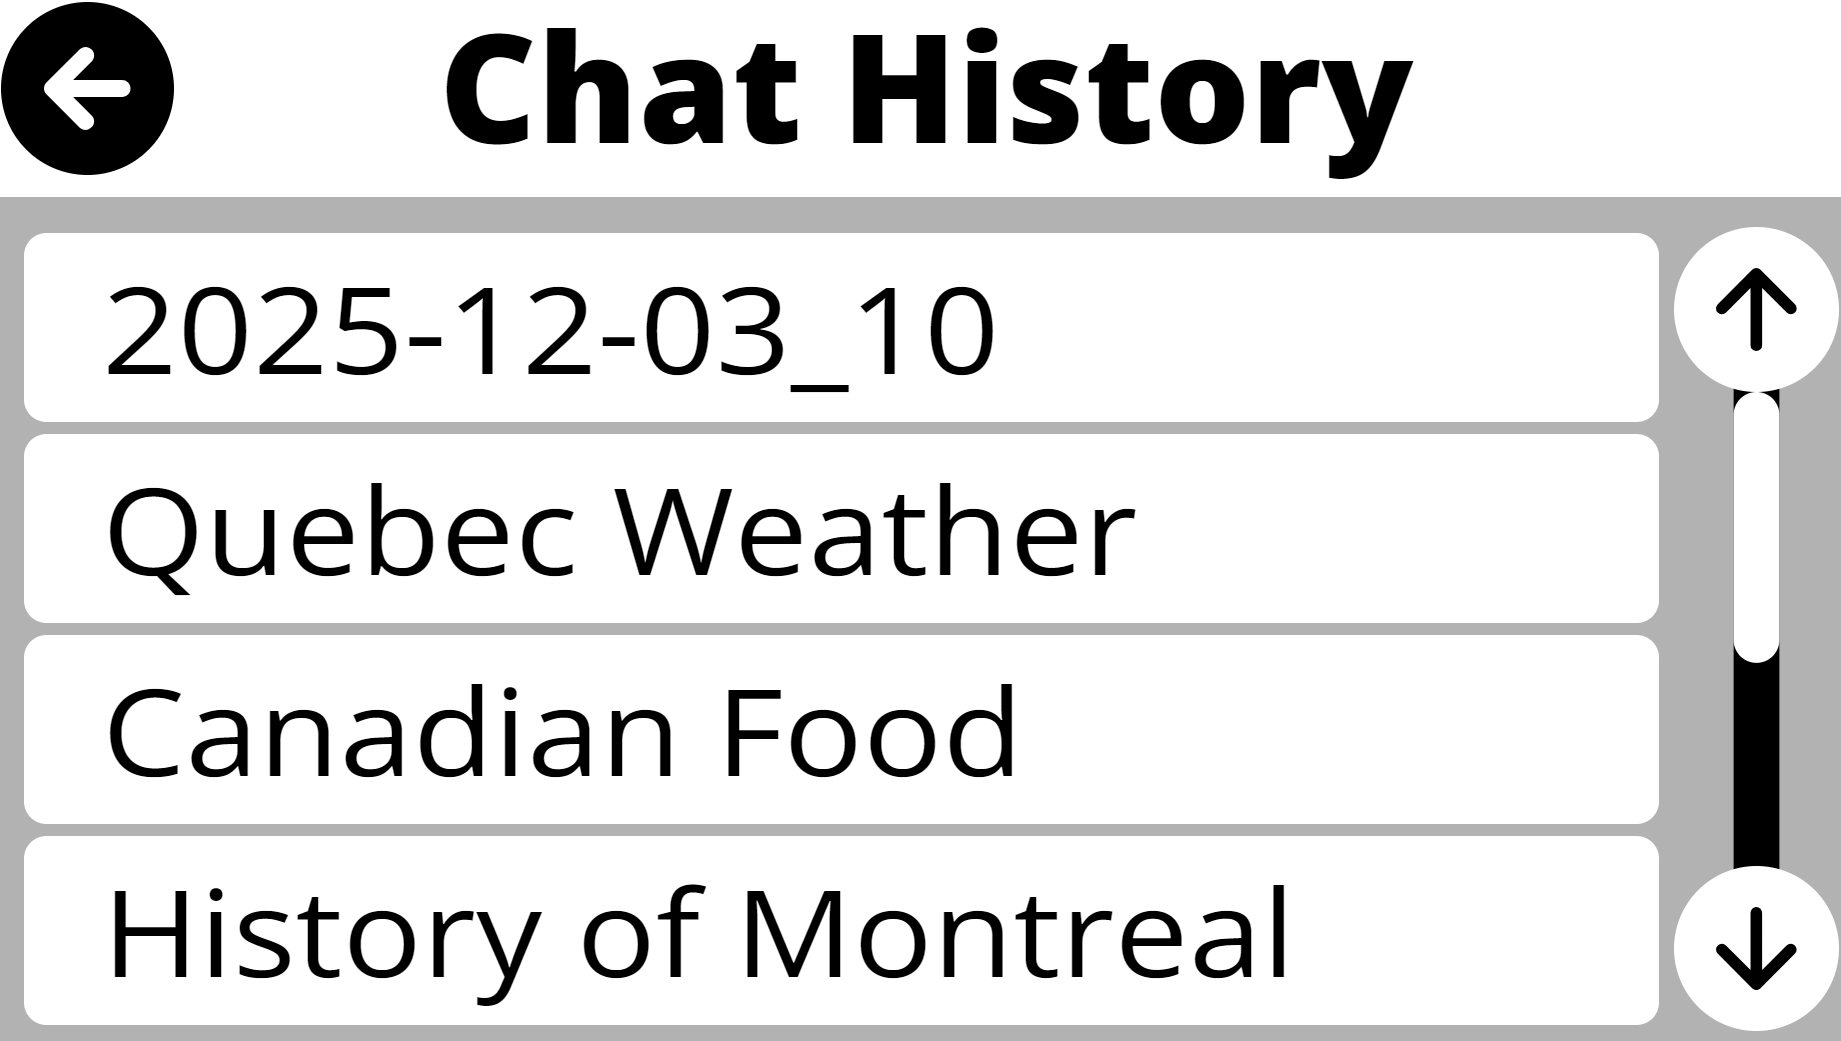 Chat History
2025-12-03_10
Quebec Weather
Canadian Food
History of Montreal